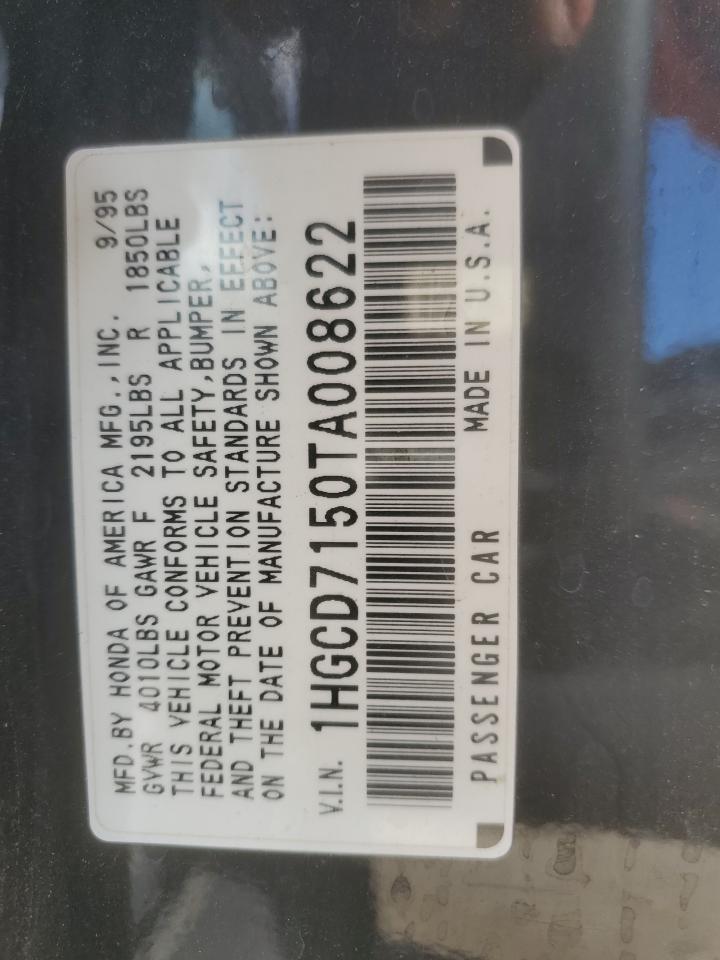 MFD.BY HONDA OF AMERICA MFG.,INC. 9/95
GVWR 4010LBS GAWR F 2195LBS R 1850LBS
THIS VEHICLE CONFORMS TO ALL APPLICABLE
FEDERAL MOTOR VEHICLE SAFETY,BUMPER,
AND THEFT PREVENTION STANDARDS IN EFFECT
ON THE DATE OF MANUFACTURE SHOWN ABOVE:
V.I.N. 1HGCD7150TA008622
PASSENGER CAR MADE IN U.S.A.